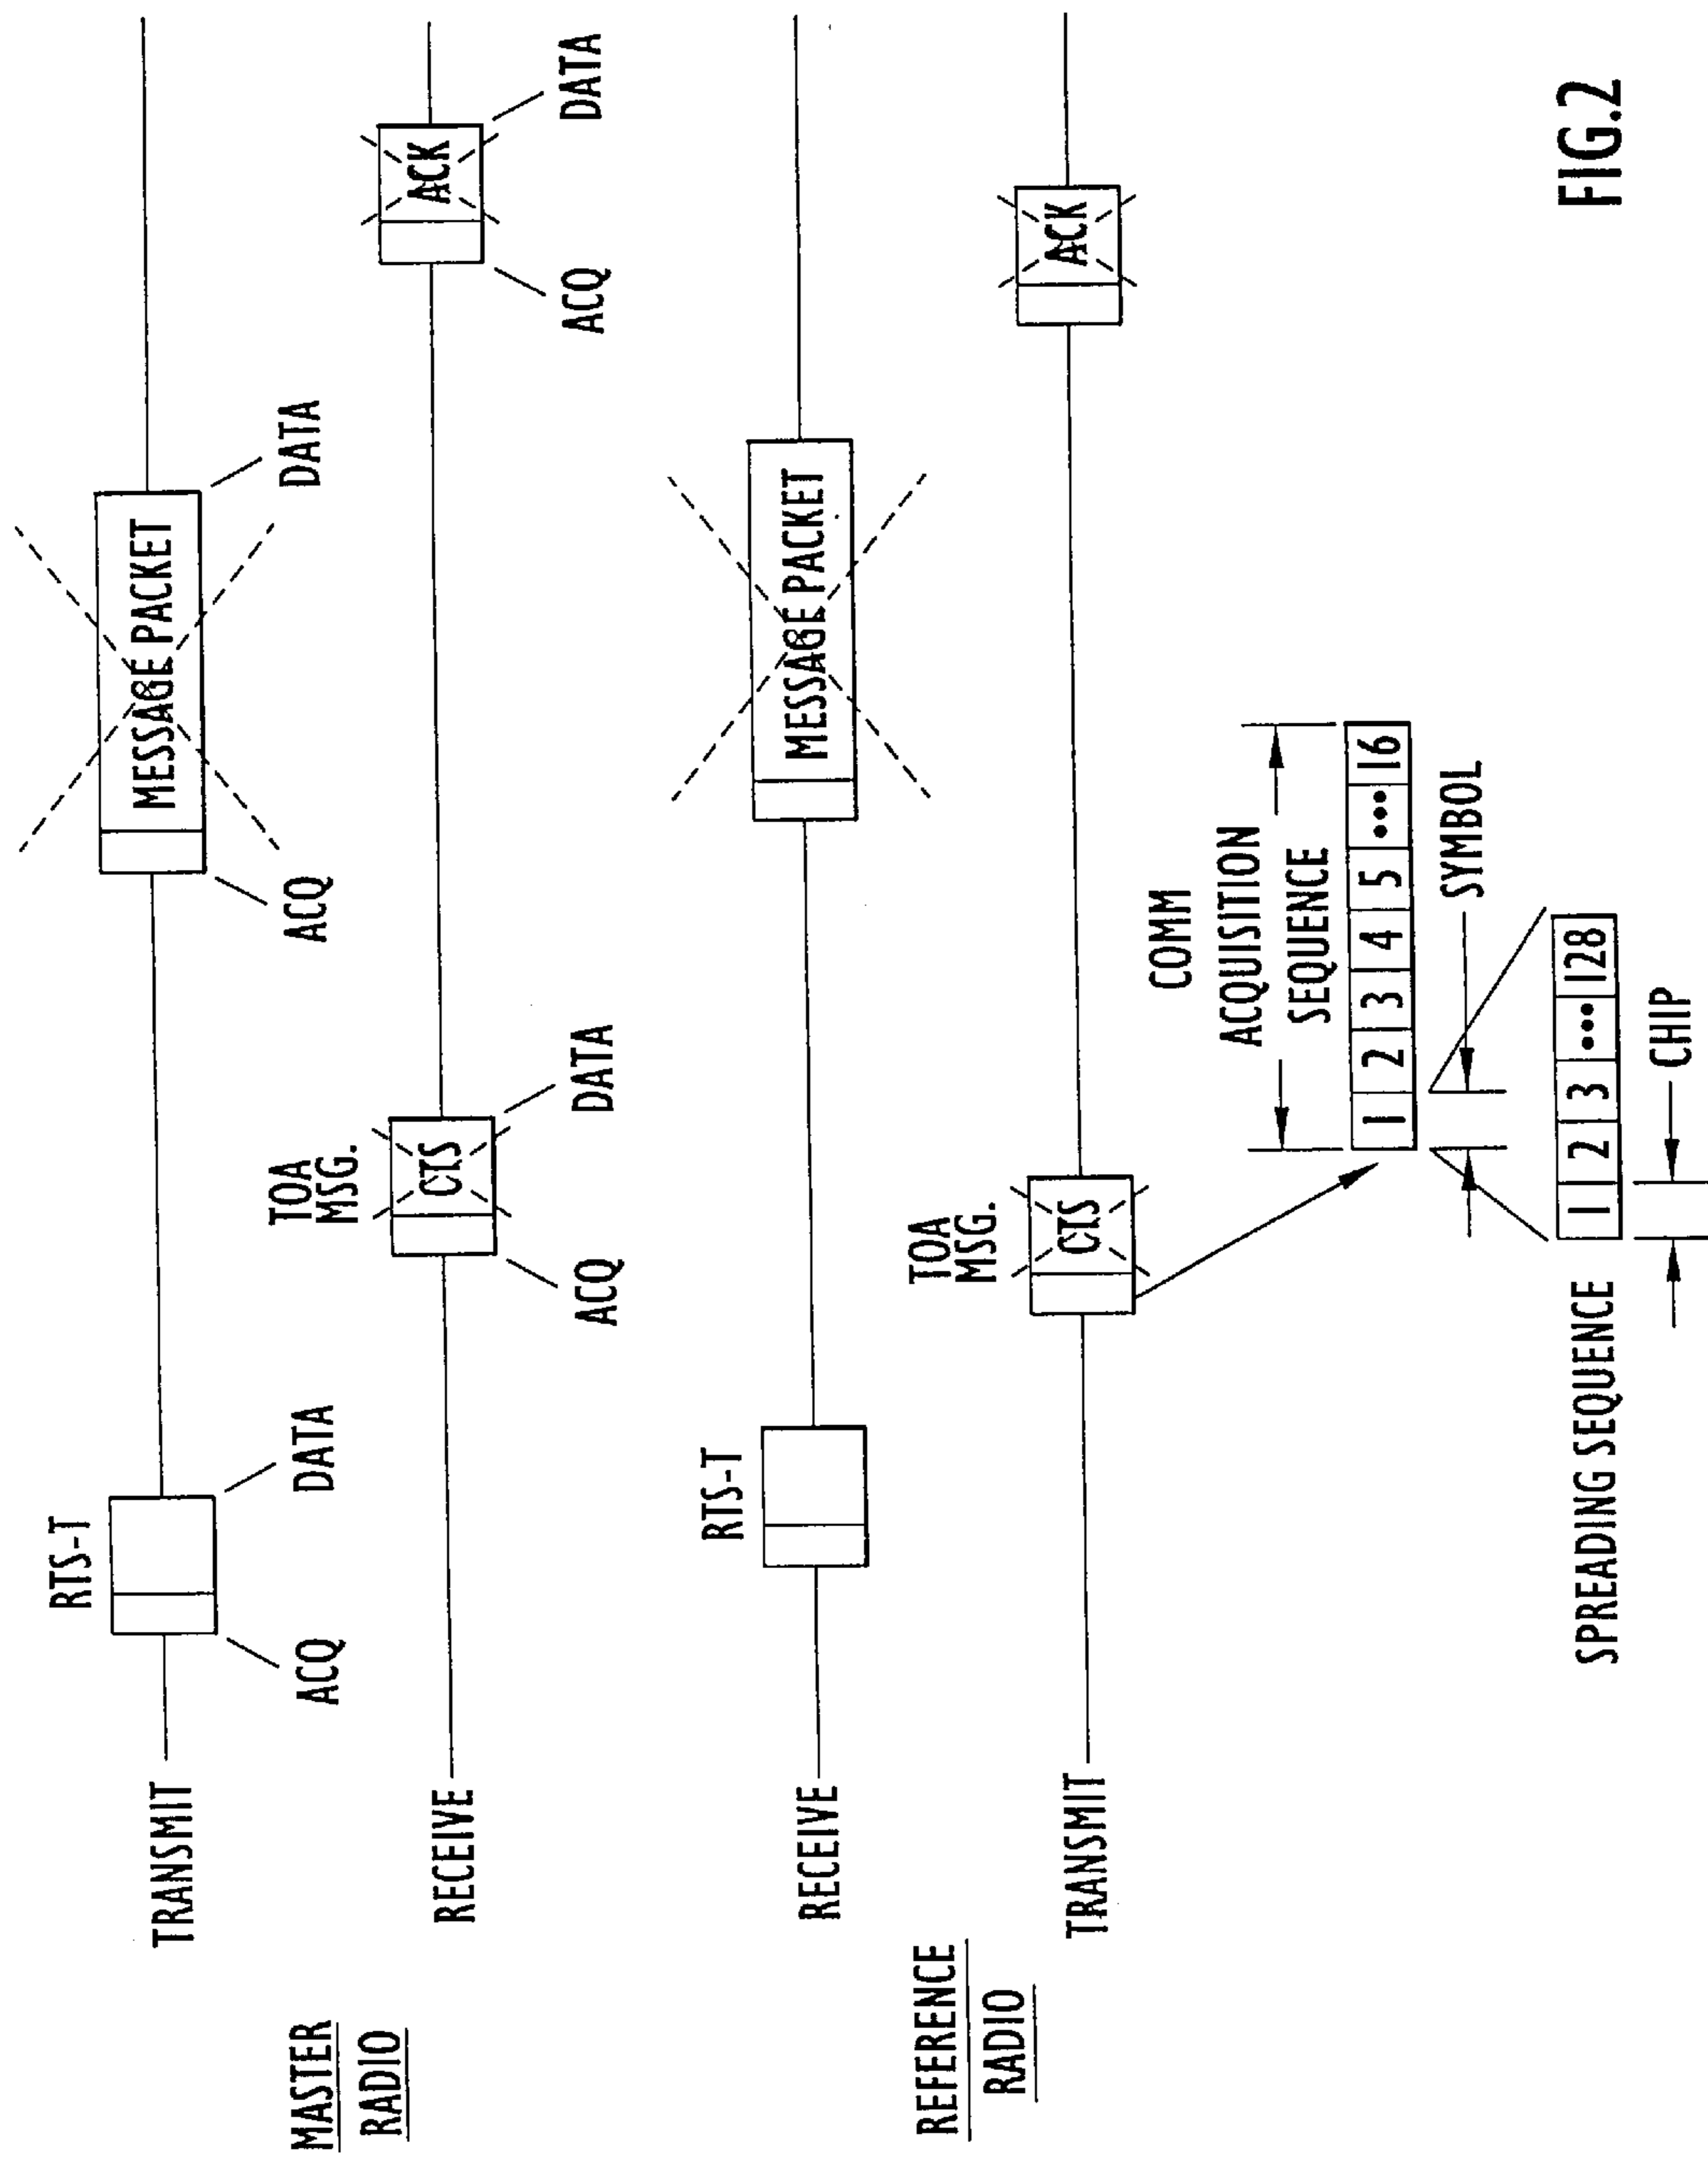 MASTER
RADIO
TRANSMIT
RTS-T
ACQ
DATA
MESSAGE PACKET
ACQ
DATA
RECEIVE
TOA
MSG.
CTS
ACQ
DATA
ACK
ACQ
DATA
REFERENCE
RADIO
RECEIVE
RTS-T
MESSAGE PACKET
TRANSMIT
TOA
MSG.
CTS
ACK
COMM
ACQUISITION
SEQUENCE
1 2 3 4 5 ••• 16
SYMBOL
SPREADING SEQUENCE
1 2 3 ••• 128
CHIP
FIG.2